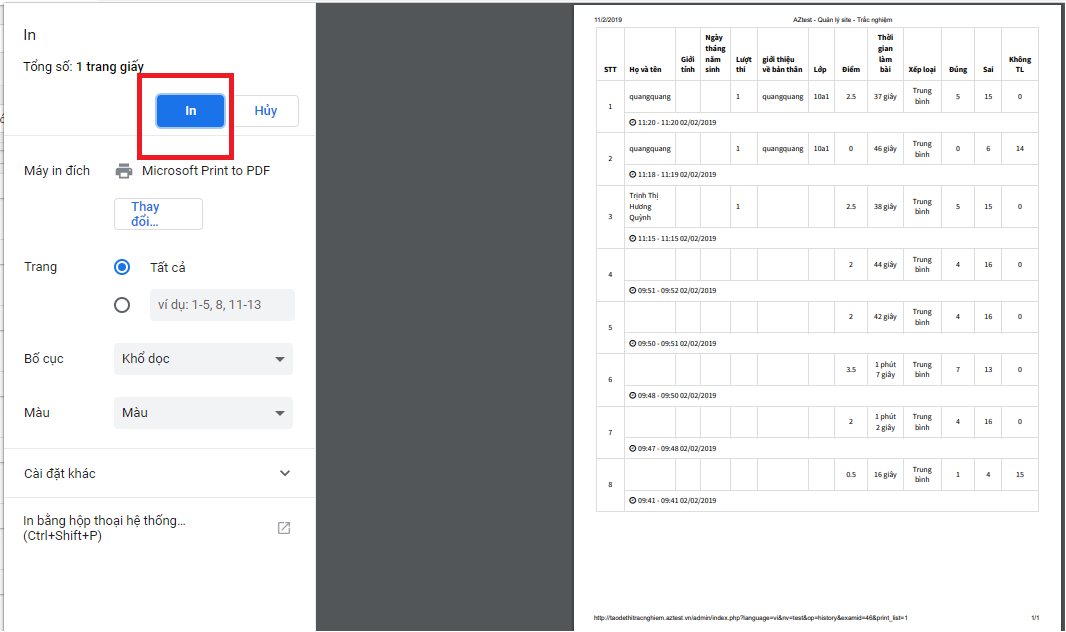 In
Tổng số: 1 trang giấy
In
Hủy
Máy in đích
Microsoft Print to PDF
Thay
đổi...
Trang
Tất cả
ví dụ: 1-5, 8, 11-13
Bố cục
Khổ dọc
Màu
Màu
Cài đặt khác
In bằng hộp thoại hệ thống...
(Ctrl+Shift+P)
11/2/2019 AZtest - Quản lý site - Trắc nghiệm
STT Họ và tên Giới tính Ngày tháng năm sinh Lượt thi giới thiệu về bản thân Lớp Điểm Thời gian làm bài Xếp loại Đúng Sai Không TL
1 quangquang 1 quangquang 10a1 2.5 37 giây Trung bình 5 15 0
11:20 - 11:20 02/02/2019
2 quangquang 1 quangquang 10a1 0 46 giây Trung bình 0 6 14
11:18 - 11:19 02/02/2019
3 Trịnh Thị Hương Quỳnh 1 2.5 38 giây Trung bình 5 15 0
11:15 - 11:15 02/02/2019
4 2 44 giây Trung bình 4 16 0
09:51 - 09:52 02/02/2019
5 2 42 giây Trung bình 4 16 0
09:50 - 09:51 02/02/2019
6 3.5 1 phút 7 giây Trung bình 7 13 0
09:48 - 09:50 02/02/2019
7 2 1 phút 2 giây Trung bình 4 16 0
09:47 - 09:48 02/02/2019
8 0.5 16 giây Trung bình 1 4 15
09:41 - 09:41 02/02/2019
http://taodethitracnghiem.aztest.vn/admin/index.php?language=vi&nv=test&op=history&examid=46&print_list=1 1/1